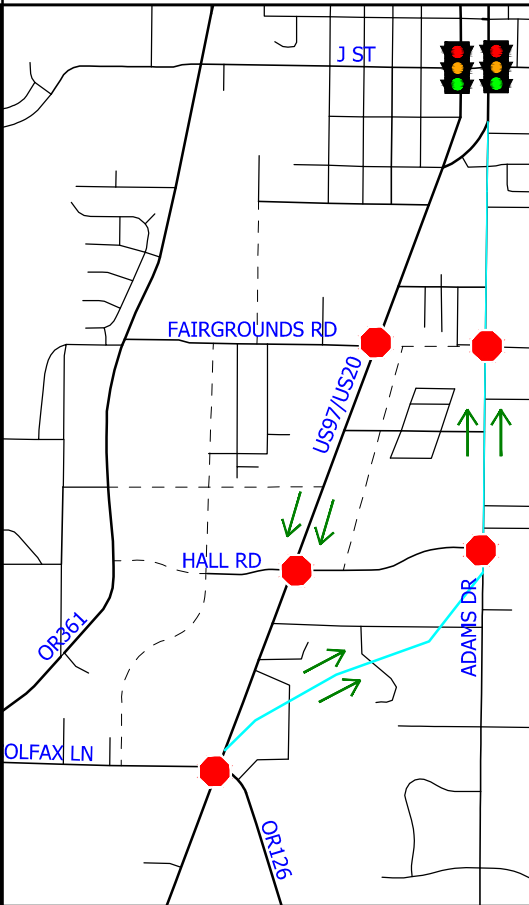 J ST
FAIRGROUNDS RD
US97/US20
HALL RD
OR361
ADAMS DR
OLFAX LN
OR126